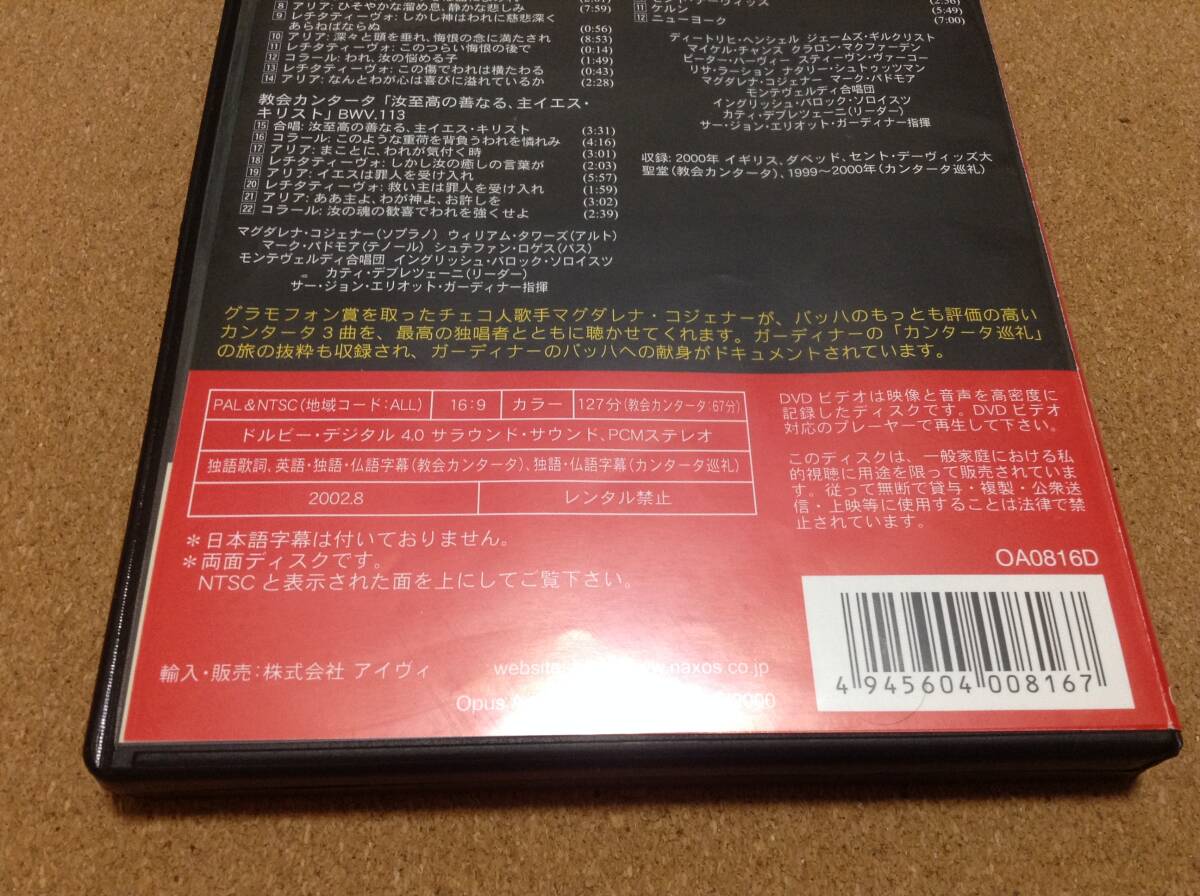 8 アリア: ひそやかな溜め息、静かな悲しみ (7:59)
9 レチタティーヴォ: しかし神はわれに慈悲深く
あらねばならぬ (0:56)
10 アリア: 深々と頭を垂れ、悔恨の念に満たされ (8:53)
11 レチタティーヴォ: このつらい悔恨の後で (0:14)
12 コラール: われ、汝の悩める子 (1:49)
13 レチタティーヴォ: この傷でわれは横たわる (0:43)
14 アリア: なんとわが心は喜びに溢れているか (2:28)
教会カンタータ「汝至高の善なる、主イエス・
キリスト」BWV.113
15 合唱: 汝至高の善なる、主イエス・キリスト (3:31)
16 コラール: このような重荷を背負うわれを憐れみ (4:16)
17 アリア: まことに、われが気付く時 (3:01)
18 レチタティーヴォ: しかし汝の癒しの言葉が (2:03)
19 アリア: イエスは罪人を受け入れ (5:57)
20 レチタティーヴォ: 救い主は罪人を受け入れ (1:59)
21 アリア: ああ主よ、わが神よ、お許しを (3:02)
22 コラール: 汝の魂の歓喜でわれを強くせよ (2:39)
マグダレナ・コジェナー(ソプラノ) ウィリアム・タワーズ(アルト)
マーク・パドモア(テノール) シュテファン・ロゲス(バス)
モンテヴェルディ合唱団 イングリッシュ・バロック・ソロイスツ
カティ・デブレツェーニ(リーダー)
サー・ジョン・エリオット・ガーディナー指揮
11 ケルン (5:49)
12 ニューヨーク (7:00)
ディートリヒ・ヘンシェル ジェームズ・ギルクリスト
マイケル・チャンス クラロン・マクファーデン
ピーター・ハーヴィー スティーヴン・ヴァーコー
リサ・ラーション ナタリー・シュトゥッツマン
マグダレナ・コジェナー マーク・パドモア
モンテヴェルディ合唱団
イングリッシュ・バロック・ソロイスツ
カティ・デブレツェーニ(リーダー)
サー・ジョン・エリオット・ガーディナー指揮
収録: 2000年 イギリス、ダベッド、セント・デーヴィッズ大
聖堂(教会カンタータ)、1999〜2000年(カンタータ巡礼)
グラモフォン賞を取ったチェコ人歌手マグダレナ・コジェナーが、バッハのもっとも評価の高い
カンタータ3曲を、最高の独唱者とともに聴かせてくれます。ガーディナーの「カンタータ巡礼」
の旅の抜粋も収録され、ガーディナーのバッハへの献身がドキュメントされています。
PAL&NTSC(地域コード:ALL) 16:9 カラー 127分(教会カンタータ:67分)
ドルビー・デジタル 4.0 サラウンド・サウンド、PCMステレオ
独語歌詞、英語・独語・仏語字幕(教会カンタータ)、独語・仏語字幕(カンタータ巡礼)
2002.8 レンタル禁止
*日本語字幕は付いておりません。
*両面ディスクです。
NTSCと表示された面を上にしてご覧下さい。
DVDビデオは映像と音声を高密度に
記録したディスクです。DVDビデオ
対応のプレーヤーで再生して下さい。
このディスクは、一般家庭における私
的視聴に用途を限って販売されていま
す。従って無断で貸与・複製・公衆送
信・上映等に使用することは法律で禁
止されています。
OA0816D
4 945604 008167
輸入・販売:株式会社 アイヴィ
website naxos.co.jp
Opus 2000